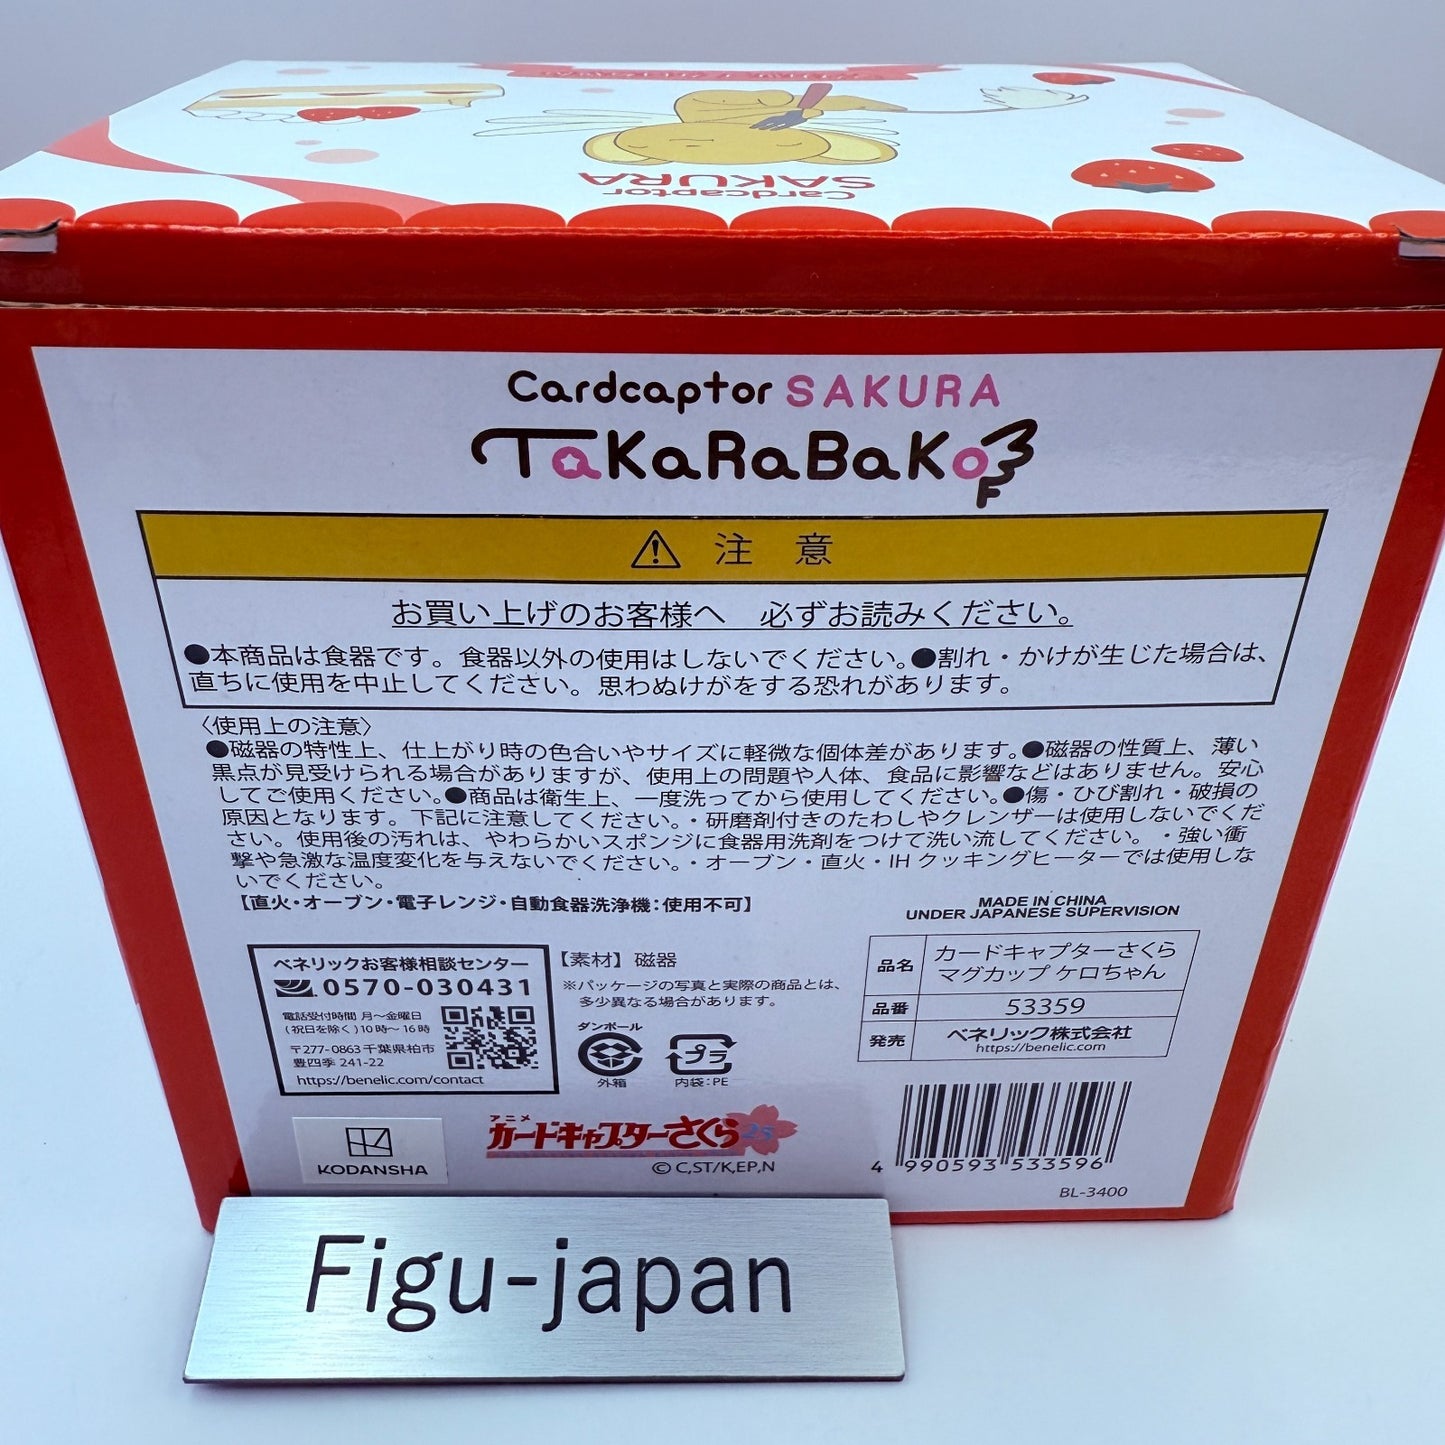 Cardcaptor
SAKURA
Cardcaptor SAKURA
TaKaRaBaKo
注 意
お買い上げのお客様へ 必ずお読みください。
●本商品は食器です。食器以外の使用はしないでください。●割れ・かけが生じた場合は、
直ちに使用を中止してください。思わぬけがをする恐れがあります。
〈使用上の注意〉
●磁器の特性上、仕上がり時の色合いやサイズに軽微な個体差があります。●磁器の性質上、薄い
黒点が見受けられる場合がありますが、使用上の問題や人体、食品に影響などはありません。安心
してご使用ください。●商品は衛生上、一度洗ってから使用してください。●傷・ひび割れ・破損の
原因となります。下記に注意してください。・研磨剤付きのたわしやクレンザーは使用しないでくだ
さい。使用後の汚れは、やわらかいスポンジに食器用洗剤をつけて洗い流してください。・強い衝
撃や急激な温度変化を与えないでください。・オーブン・直火・IHクッキングヒーターでは使用しな
いでください。
【直火・オーブン・電子レンジ・自動食器洗浄機:使用不可】
MADE IN CHINA
UNDER JAPANESE SUPERVISION
ベネリックお客様相談センター
0570-030431
電話受付時間 月〜金曜日
(祝日を除く)10時〜16時
〒277-0863 千葉県柏市
豊四季 241-22
https://benelic.com/contact
【素材】磁器
※パッケージの写真と実際の商品とは、
多少異なる場合があります。
ダンボール
外箱
プラ
内袋:PE
品名 カードキャプターさくら
マグカップ ケロちゃん
品番 53359
発売 ベネリック株式会社
https://benelic.com
KODANSHA
アニメ
カードキャプターさくら 25
© C,ST/K,EP,N
4 990593 533596
BL-3400
Figu-japan